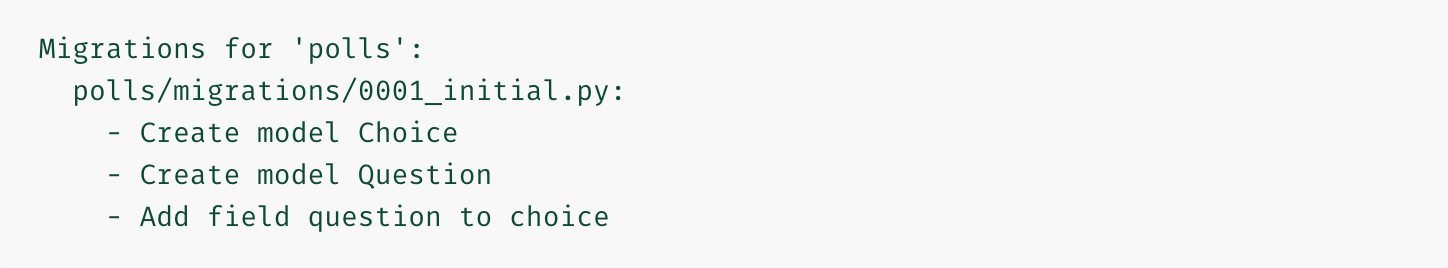 Migrations for 'polls':
  polls/migrations/0001_initial.py:
    - Create model Choice
    - Create model Question
    - Add field question to choice